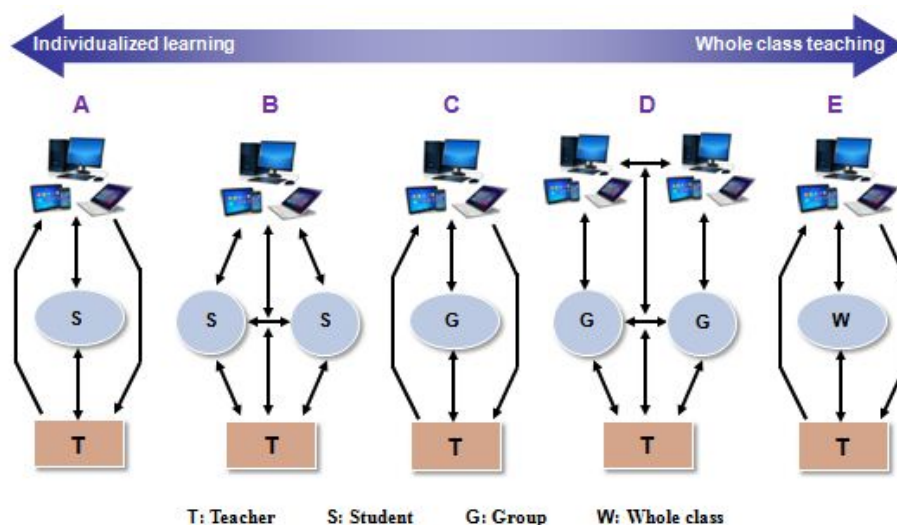 Individualized learning Whole class teaching
A B C D E
S S S G G G W
T T T T T
T: Teacher S: Student G: Group W: Whole class